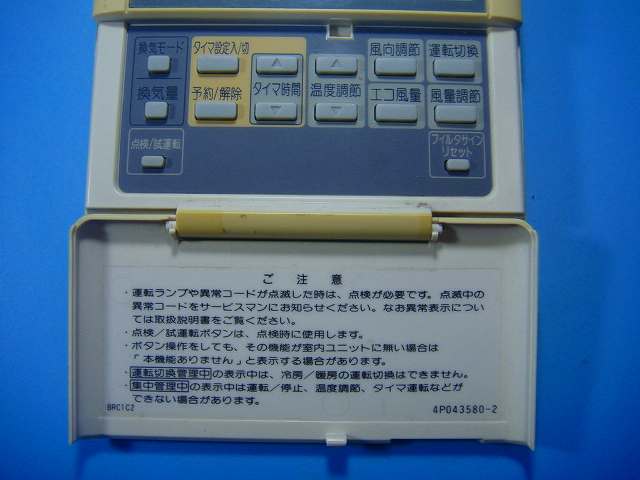 換気モード タイマ設定入/切 風向調節 運転切換
換気量 予約/解除 タイマ時間 温度調節 エコ風量 風量調節
点検/試運転 フィルタサイン
リセット
ご注意
・運転ランプや異常コードが点滅した時は、点検が必要です。点滅中の
異常コードをサービスマンにお知らせください。なお異常表示につい
ては取扱説明書をご覧ください。
・点検/試運転ボタンは、点検時に使用します。
・ボタン操作をしても、その機能が室内ユニットに無い場合は
「本機能ありません」と表示する場合があります。
・運転切換管理中の表示中は、冷房/暖房の運転切換はできません。
・集中管理中の表示中は運転/停止、温度調節、タイマ運転などが
できない場合があります。
BRC1C2 4P043580-2